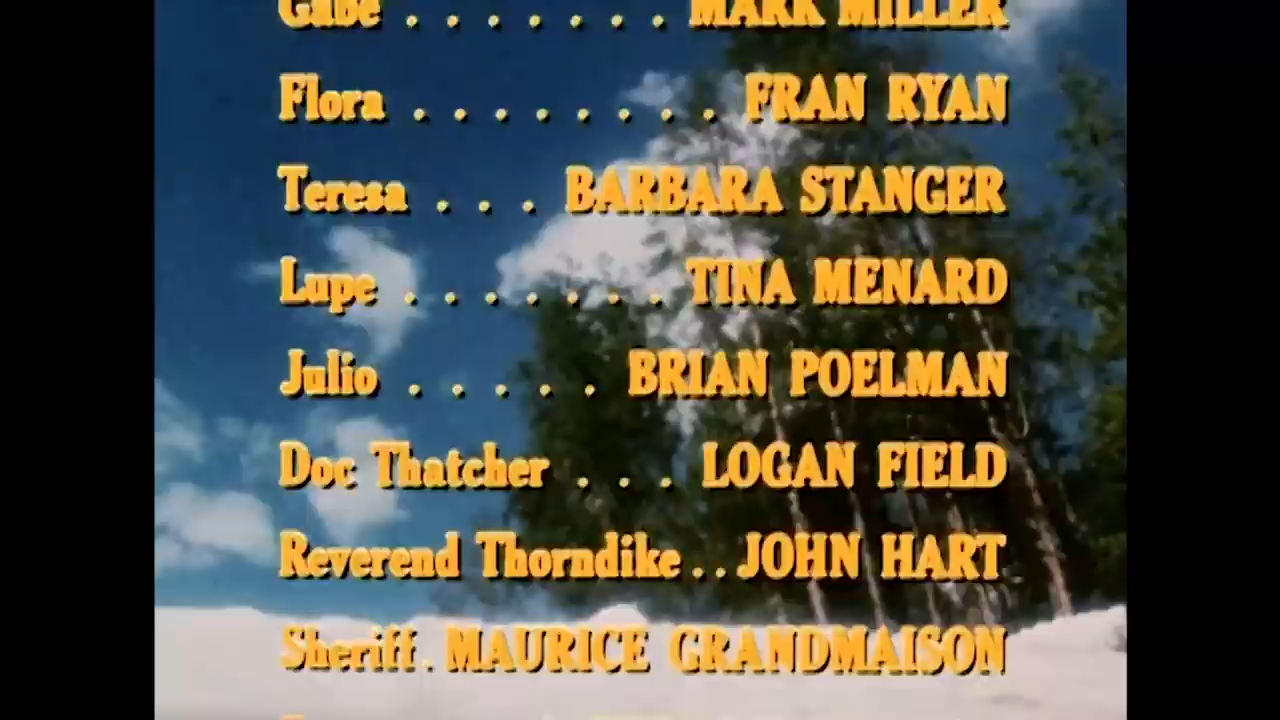 Gabe . . . . . . . MARK MILLER
Flora . . . . . . . . FRAN RYAN
Teresa . . . BARBARA STANGER
Lupe . . . . . . . TINA MENARD
Julio . . . . . BRIAN POELMAN
Doc Thatcher . . . LOGAN FIELD
Reverend Thorndike . . JOHN HART
Sheriff . MAURICE GRANDMAISON